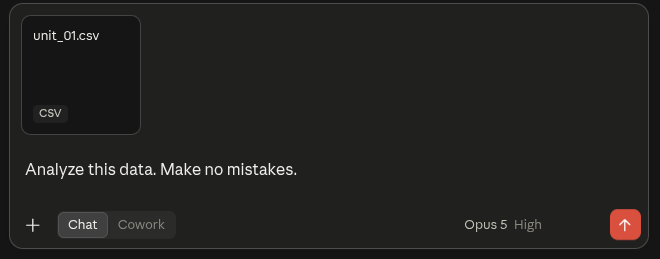 unit_01.csv
CSV
Analyze this data. Make no mistakes.
Chat Cowork Opus 5 High